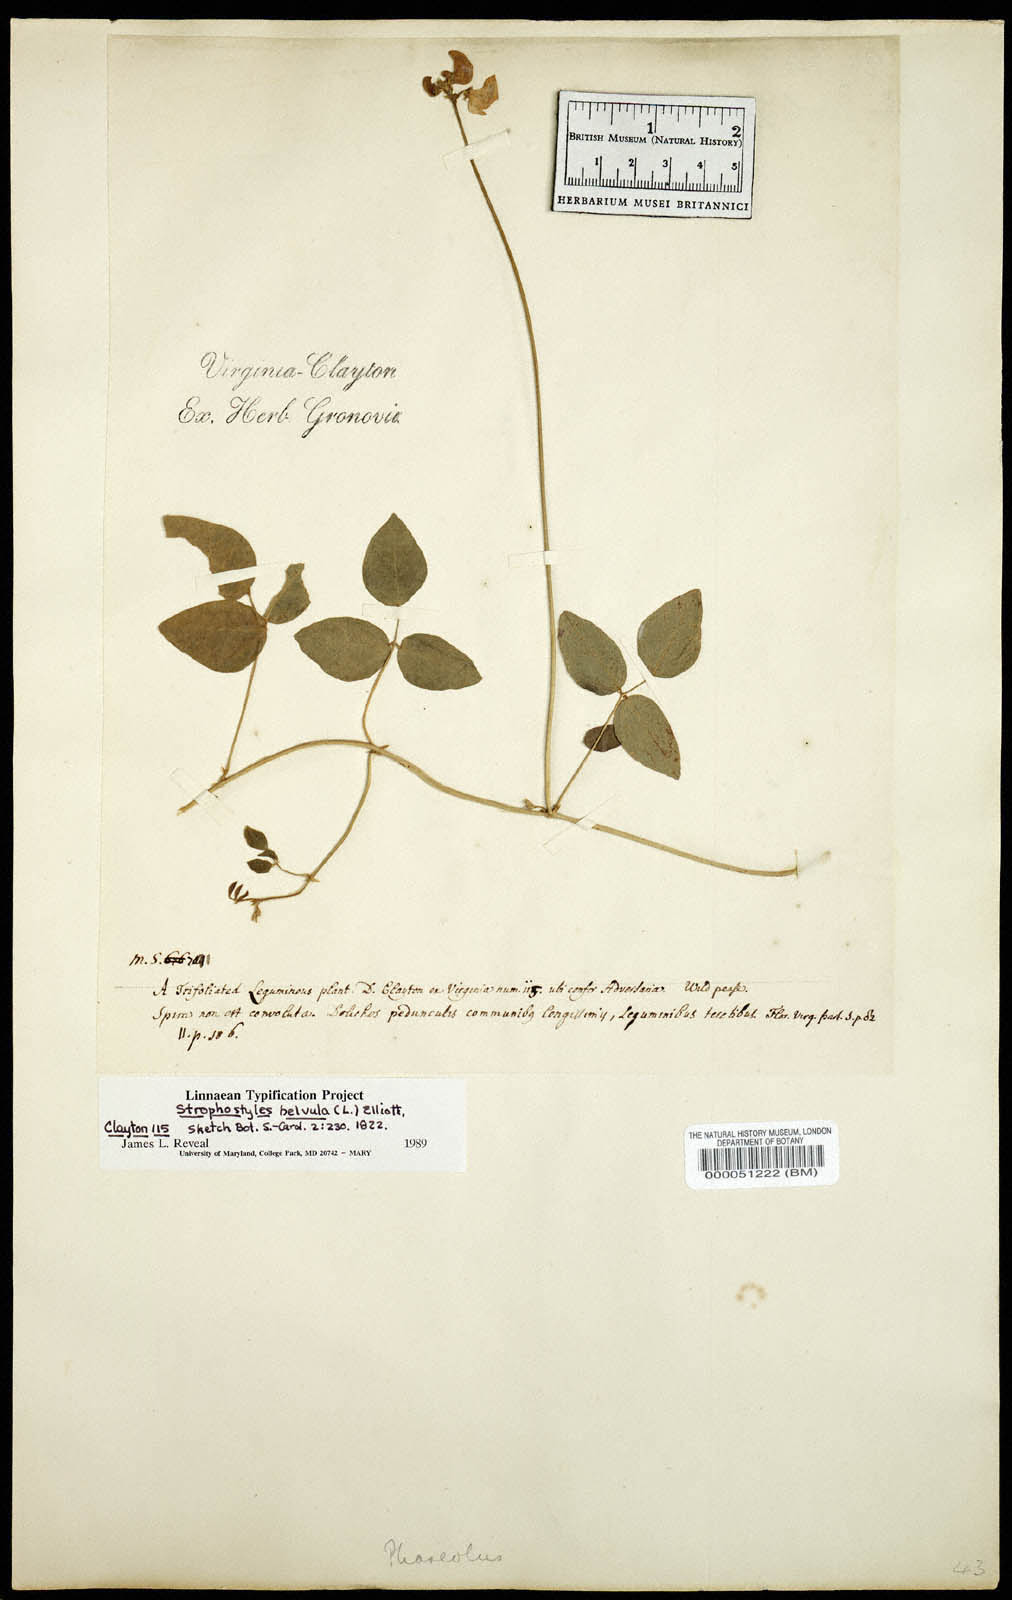 1 2
BRITISH MUSEUM (NATURAL HISTORY)
1 2 3 4 5
HERBARIUM MUSEI BRITANNICI
Virginia-Clayton
Ex. Herb. Gronovii
m. S.
A Trifoliated Leguminous plant. D. Clayton ex Virginia num. 115. ubi confer Adversaria. Wild pease.
Spira non est convoluta. Dolichos pedunculis communibus longissimis, Leguminibus teretibus. Flor. Virg. part. p. 82
II. p. 106.
Linnaean Typification Project
Strophostyles helvula (L.) Elliott,
Clayton 115 Sketch Bot. S.-Carol. 2:230. 1822.
James L. Reveal 1989
University of Maryland, College Park, MD 20742 – MARY
THE NATURAL HISTORY MUSEUM, LONDON
DEPARTMENT OF BOTANY
000051222 (BM)
Phaseolus
43